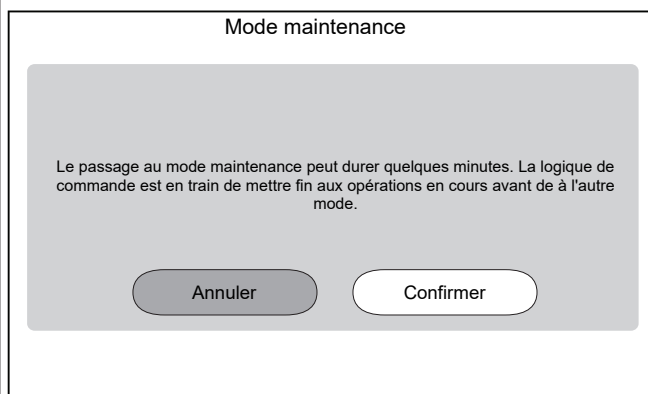 Mode maintenance
Le passage au mode maintenance peut durer quelques minutes. La logique de
commande est en train de mettre fin aux opérations en cours avant de à l'autre
mode.
Annuler
Confirmer